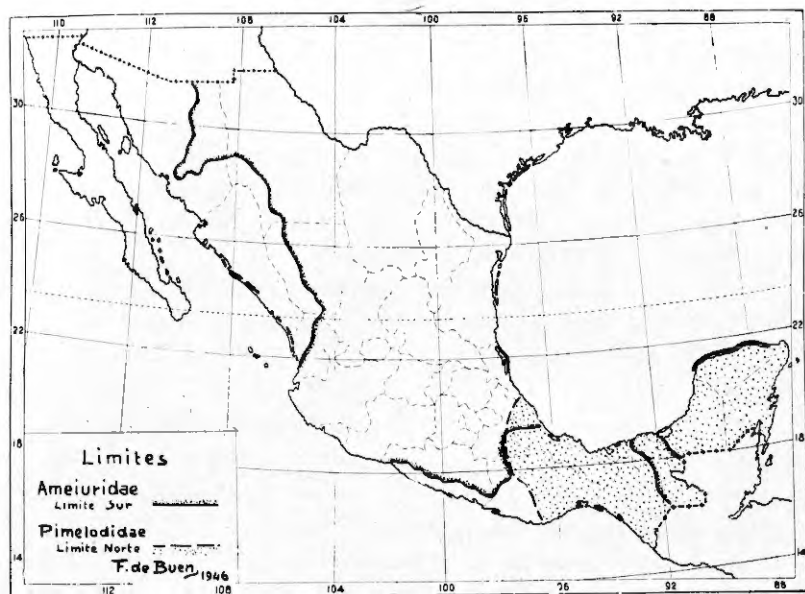 110 112 108 104 100 96 92 88
30 30
26 26
22 22
18 18
Limites
Ameiuridae
Limite Sur
Pimelodidae
Limite Norte
F. de Buen 1946
14 14
112 108 104 100 96 92 88